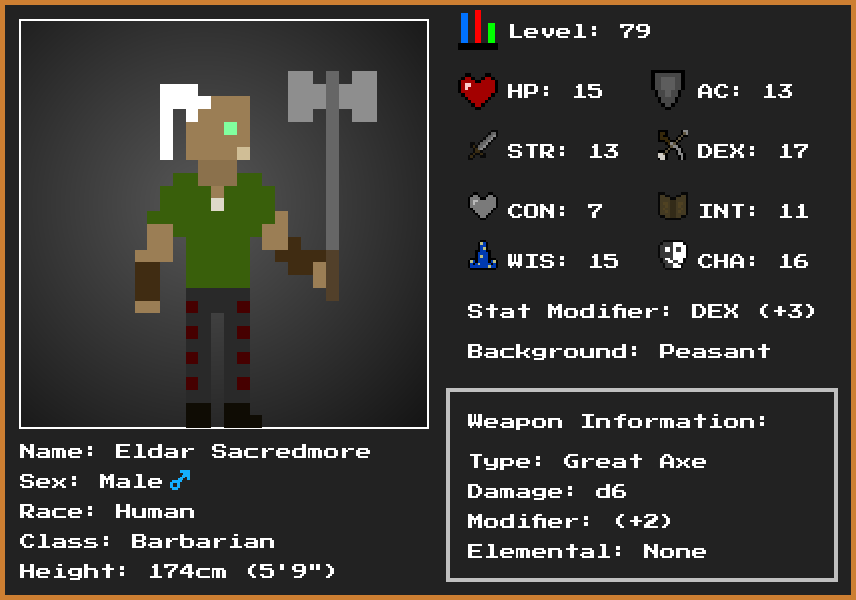 Level: 79
HP: 15 AC: 13
STR: 13 DEX: 17
CON: 7 INT: 11
WIS: 15 CHA: 16
Stat Modifier: DEX (+3)
Background: Peasant
Weapon Information:
Type: Great Axe
Damage: d6
Modifier: (+2)
Elemental: None
Name: Eldar Sacredmore
Sex: Male♂
Race: Human
Class: Barbarian
Height: 174cm (5'9")